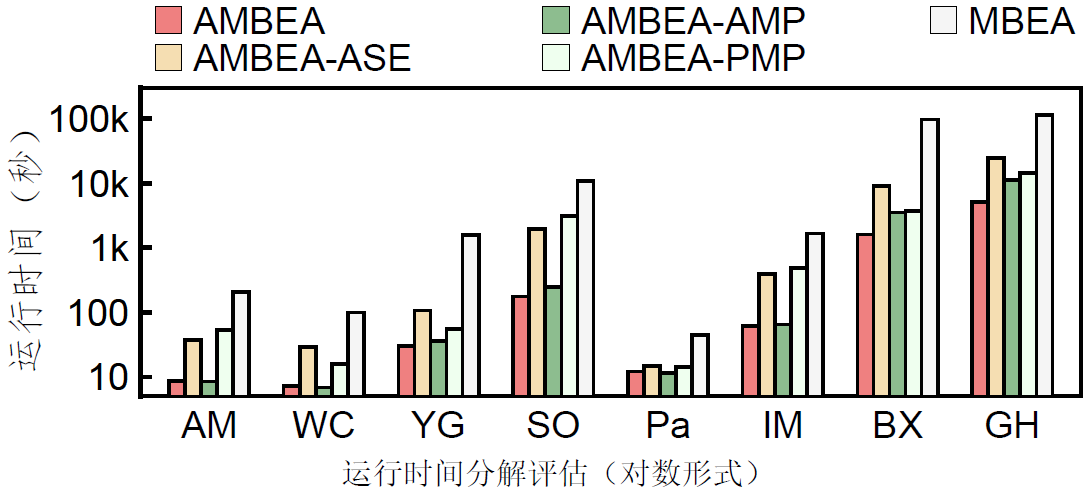 AMBEA AMBEA-AMP MBEA
AMBEA-ASE AMBEA-PMP
运行时间（秒）
100k
10k
1k
100
10
AM WC YG SO Pa IM BX GH
运行时间分解评估（对数形式）